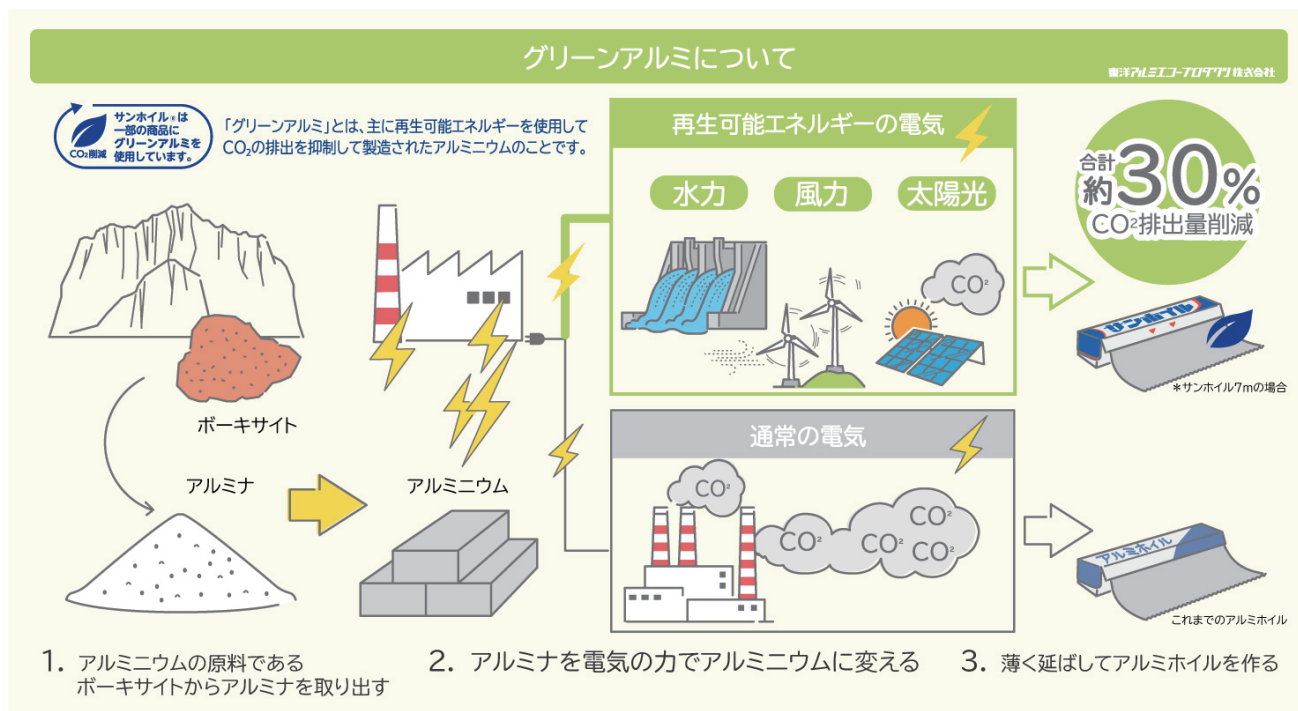 グリーンアルミについて
東洋アルミエコープロダクツ株式会社
サンホイル®は
一部の商品に
グリーンアルミを
使用しています。
CO₂削減
「グリーンアルミ」とは、主に再生可能エネルギーを使用して
CO₂の排出を抑制して製造されたアルミニウムのことです。
再生可能エネルギーの電気
水力
風力
太陽光
CO²
合計
約30%
CO²排出量削減
サンホイル
*サンホイル7mの場合
ボーキサイト
アルミナ
アルミニウム
通常の電気
CO²
CO²
CO²
CO²
CO²
アルミホイル
これまでのアルミホイル
1. アルミニウムの原料である
ボーキサイトからアルミナを取り出す
2. アルミナを電気の力でアルミニウムに変える
3. 薄く延ばしてアルミホイルを作る